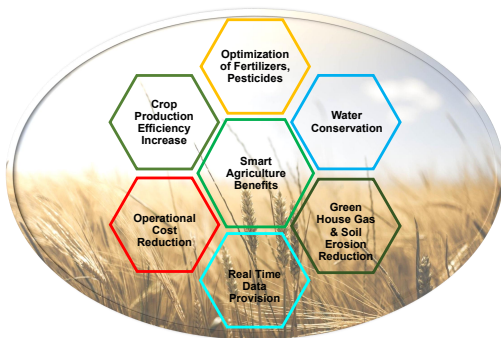 Optimization
of Fertilizers,
Pesticides
Crop
Production
Efficiency
Increase
Water
Conservation
Smart
Agriculture
Benefits
Operational
Cost
Reduction
Green
House Gas
& Soil
Erosion
Reduction
Real Time
Data
Provision